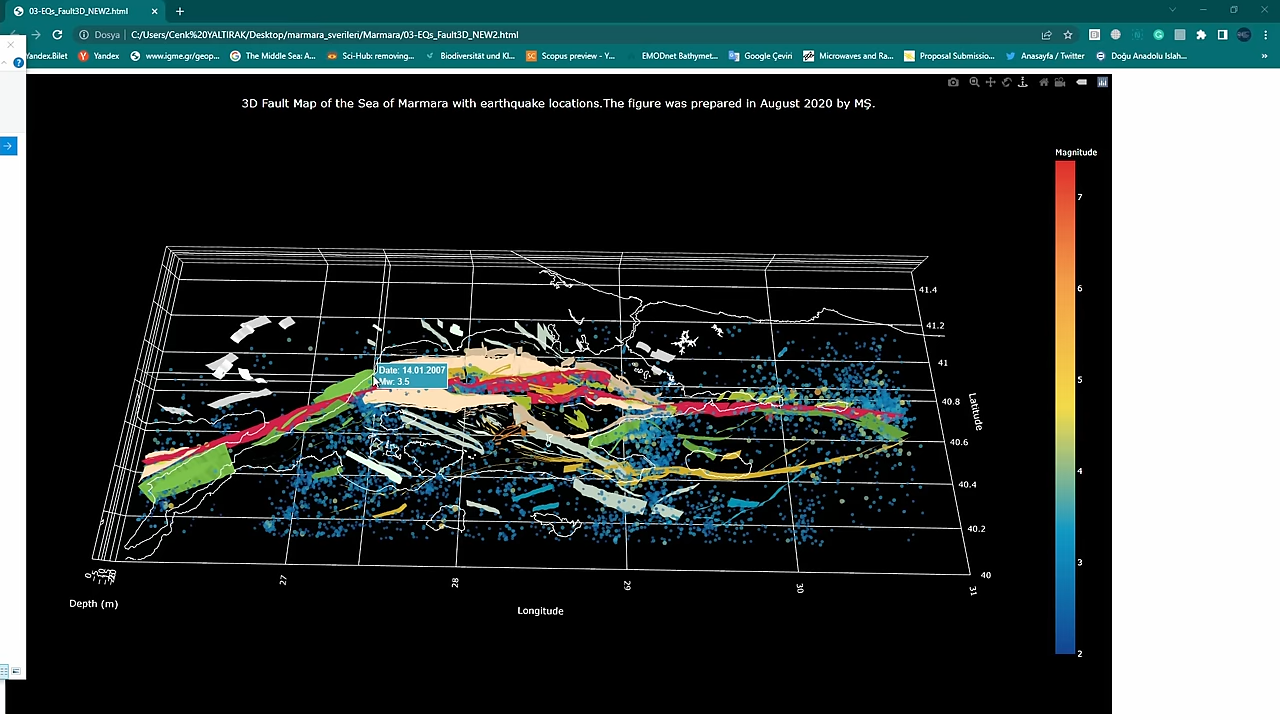 03-EQs_Fault3D_NEW2.html
Dosya
C:/Users/Cenk%20YALTIRAK/Desktop/marmara_sverileri/Marmara/03-EQs_Fault3D_NEW2.html
Yandex.Bilet
Yandex
www.igme.gr/geop...
The Middle Sea: A...
Sci-Hub: removing...
Biodiversität und Kl...
Scopus preview - Y...
EMODnet Bathymet...
Google Çeviri
Microwaves and Ra...
Proposal Submissio...
Anasayfa / Twitter
Doğu Anadolu Islah...
»
3D Fault Map of the Sea of Marmara with earthquake locations.The figure was prepared in August 2020 by MŞ.
Magnitude
7
6
5
4
3
2
41.4
41.2
41
40.8
40.6
40.4
40.2
40
Latitude
Date: 14.01.2007
Mw: 3.5
27
28
29
30
31
Depth (m)
Longitude